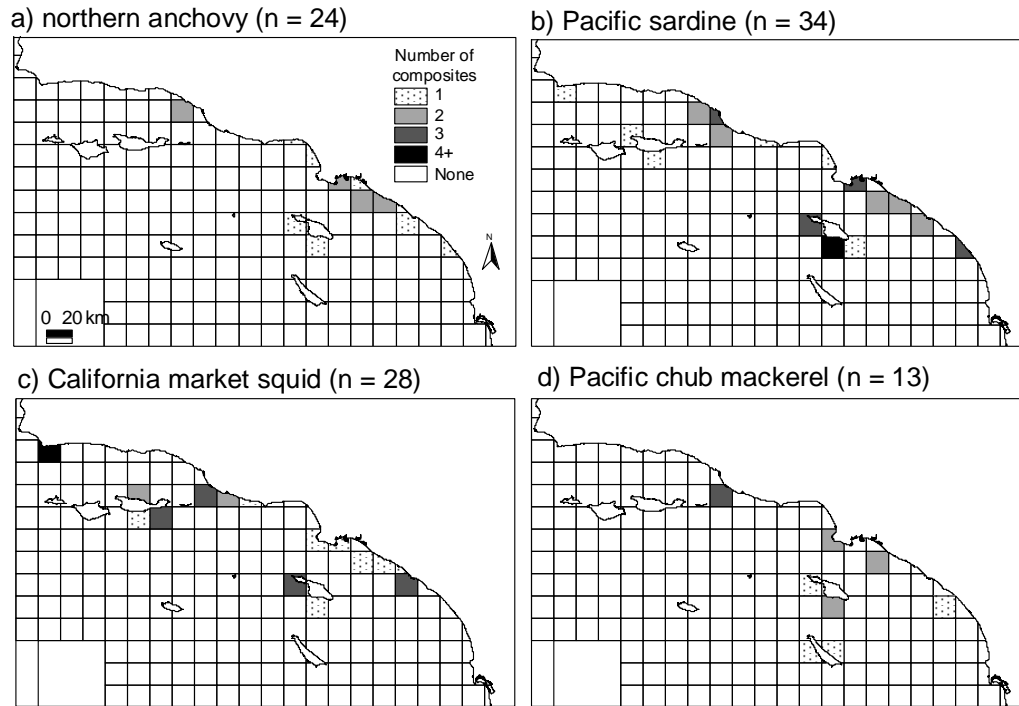 a) northern anchovy (n = 24)
b) Pacific sardine (n = 34)
Number of
composites
1
2
3
4+
None
N
0 20 km
c) California market squid (n = 28)
d) Pacific chub mackerel (n = 13)